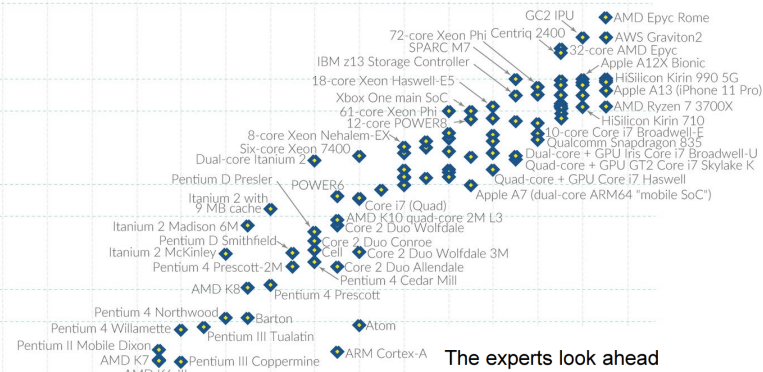 GC2 IPU
AMD Epyc Rome
72-core Xeon Phi
Centriq 2400
AWS Graviton2
SPARC M7
32-core AMD Epyc
IBM z13 Storage Controller
Apple A12X Bionic
18-core Xeon Haswell-E5
HiSilicon Kirin 990 5G
Xbox One main SoC
Apple A13 (iPhone 11 Pro)
61-core Xeon Phi
AMD Ryzen 7 3700X
12-core POWER8
HiSilicon Kirin 710
8-core Xeon Nehalem-EX
10-core Core i7 Broadwell-E
Six-core Xeon 7400
Qualcomm Snapdragon 835
Dual-core Itanium 2
Dual-core + GPU Iris Core i7 Broadwell-U
Quad-core + GPU GT2 Core i7 Skylake K
Pentium D Presler
POWER6
Quad-core + GPU Core i7 Haswell
Itanium 2 with
9 MB cache
Core i7 (Quad)
Apple A7 (dual-core ARM64 "mobile SoC")
AMD K10 quad-core 2M L3
Itanium 2 Madison 6M
Core 2 Duo Wolfdale
Pentium D Smithfield
Core 2 Duo Conroe
Itanium 2 McKinley
Cell
Core 2 Duo Wolfdale 3M
Pentium 4 Prescott-2M
Core 2 Duo Allendale
Pentium 4 Cedar Mill
AMD K8
Pentium 4 Prescott
Pentium 4 Northwood
Barton
Pentium 4 Willamette
Atom
Pentium III Tualatin
Pentium II Mobile Dixon
ARM Cortex-A
The experts look ahead
AMD K7
Pentium III Coppermine